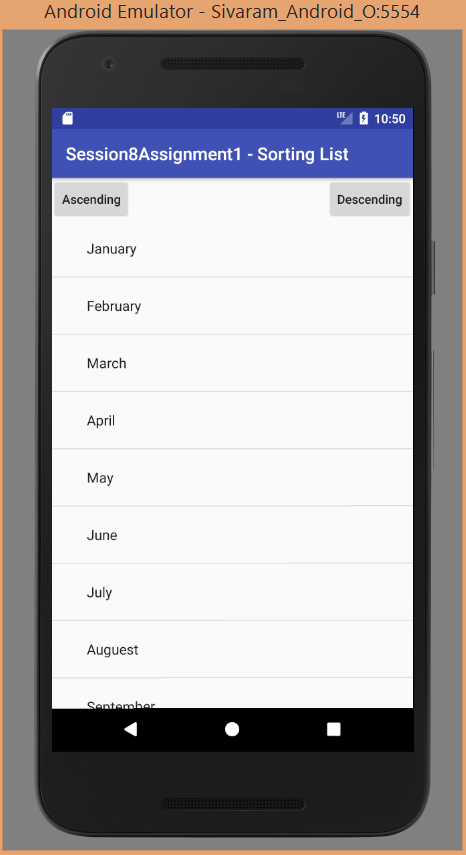 Android Emulator - Sivaram_Android_O:5554
LTE 10:50
Session8Assignment1 - Sorting List
Ascending Descending
January
February
March
April
May
June
July
Auguest
September